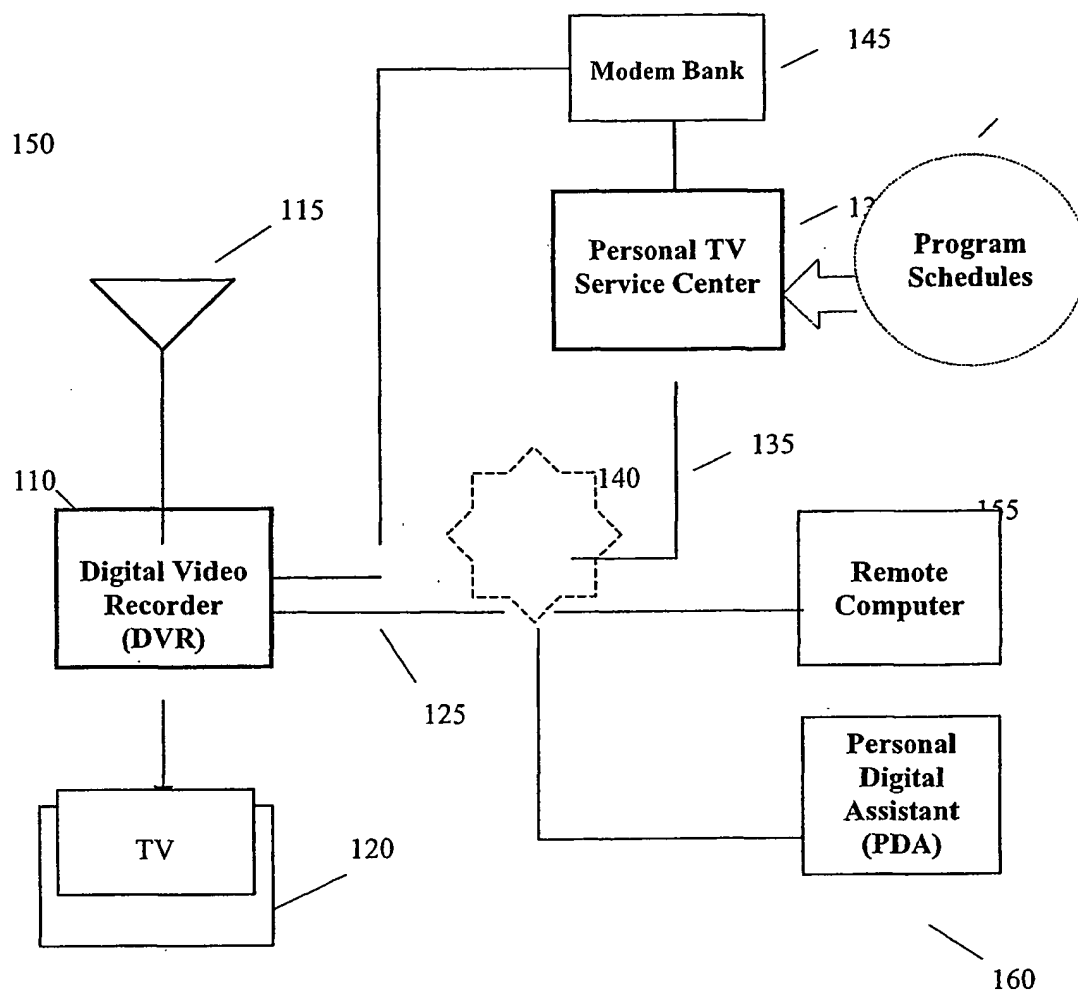 145
Modem Bank
150
115
Personal TV
Service Center
Program
Schedules
135
140
110
155
Digital Video
Recorder
(DVR)
Remote
Computer
125
Personal
Digital
Assistant
(PDA)
TV
120
160